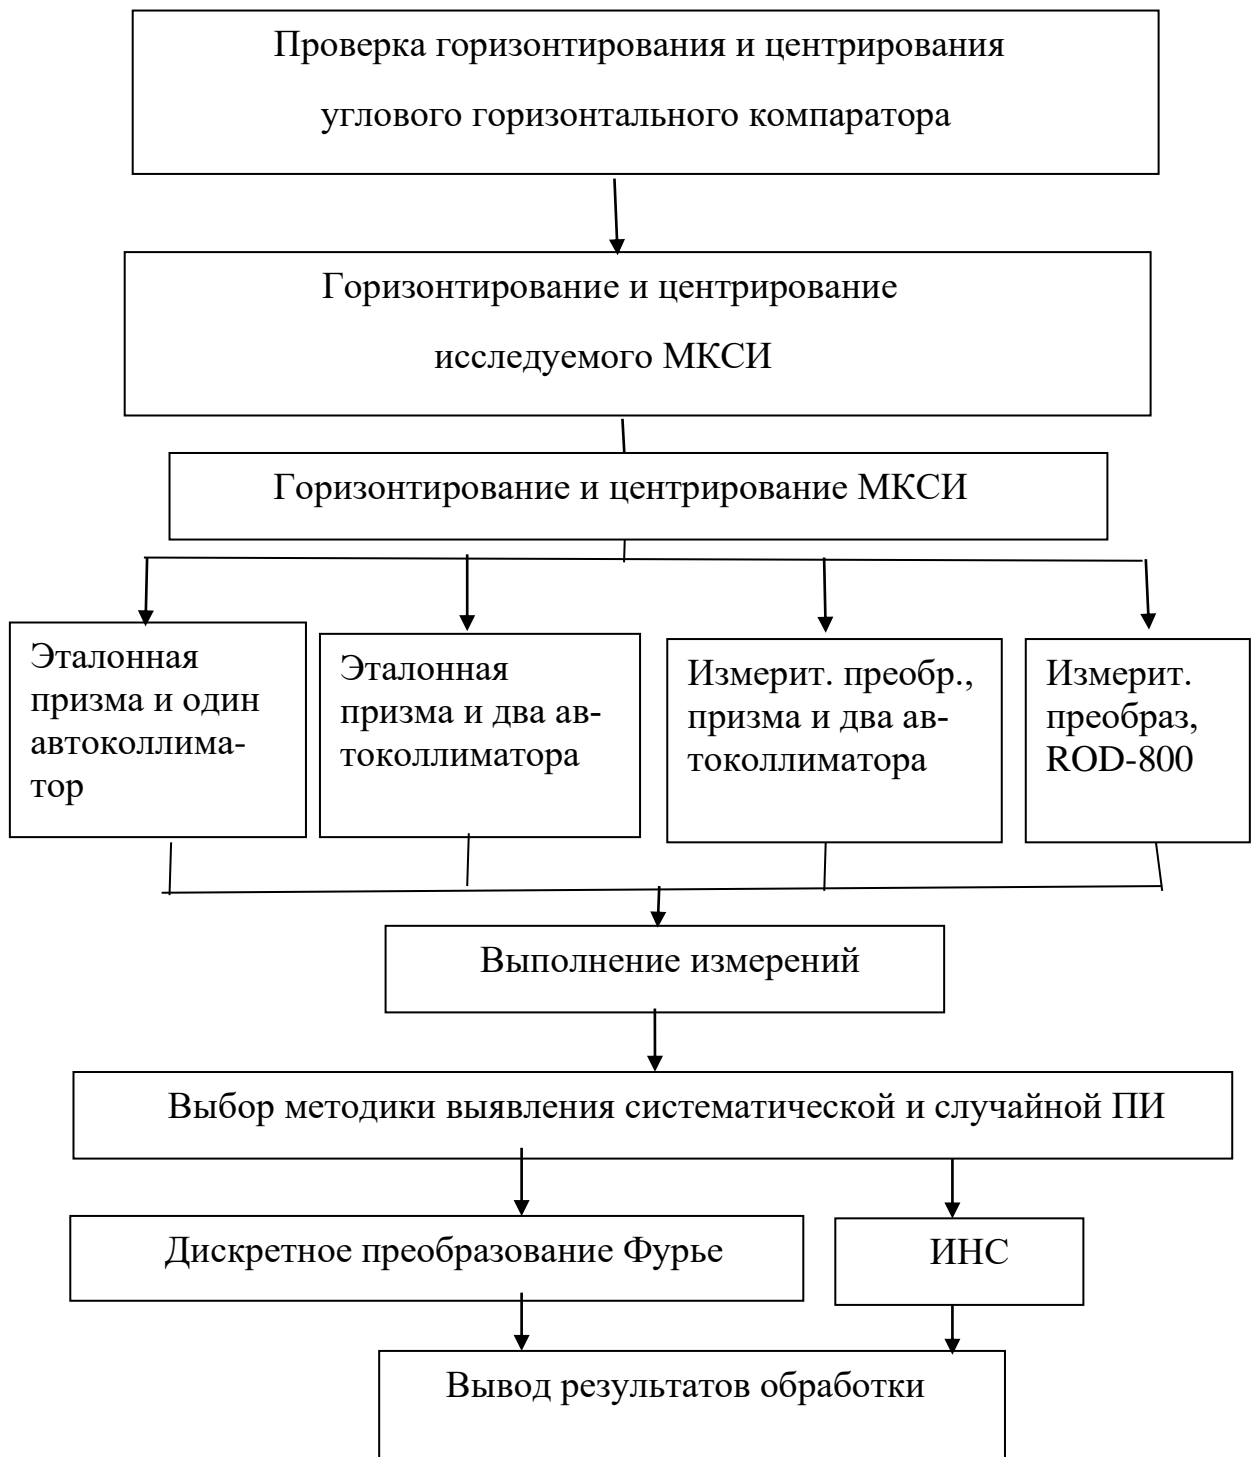 Проверка горизонтирования и центрирования
углового горизонтального компаратора
Горизонтирование и центрирование
исследуемого МКСИ
Горизонтирование и центрирование МКСИ
Эталонная
призма и один
автоколлима-
тор
Эталонная
призма и два ав-
токоллиматора
Измерит. преобр.,
призма и два ав-
токоллиматора
Измерит.
преобраз,
ROD-800
Выполнение измерений
Выбор методики выявления систематической и случайной ПИ
Дискретное преобразование Фурье
ИНС
Вывод результатов обработки